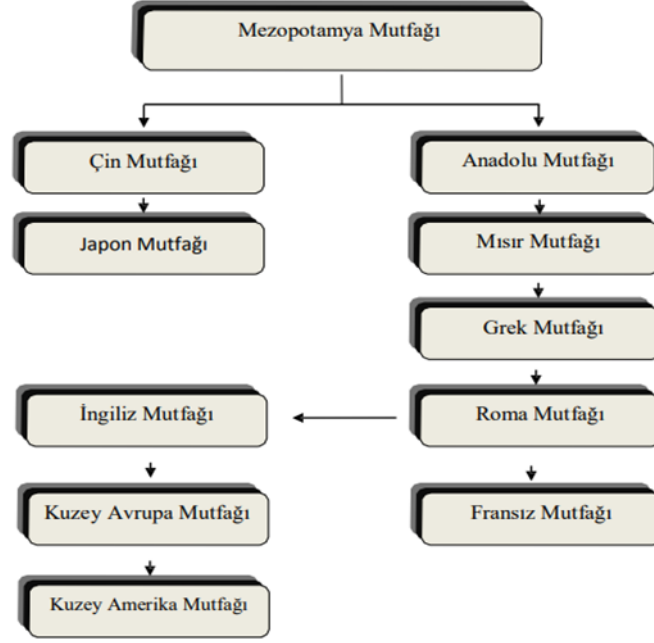 Mezopotamya Mutfağı
Çin Mutfağı
Anadolu Mutfağı
Japon Mutfağı
Mısır Mutfağı
Grek Mutfağı
İngiliz Mutfağı
Roma Mutfağı
Kuzey Avrupa Mutfağı
Fransız Mutfağı
Kuzey Amerika Mutfağı